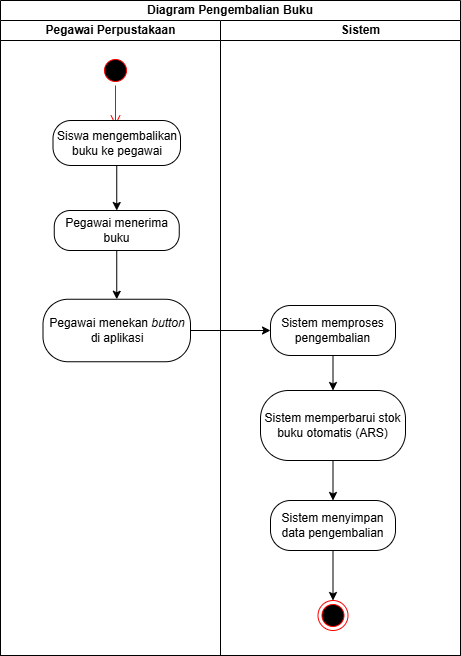 Diagram Pengembalian Buku
Pegawai Perpustakaan
Sistem
Siswa mengembalikan
buku ke pegawai
Pegawai menerima
buku
Pegawai menekan button
di aplikasi
Sistem memproses
pengembalian
Sistem memperbarui stok
buku otomatis (ARS)
Sistem menyimpan
data pengembalian